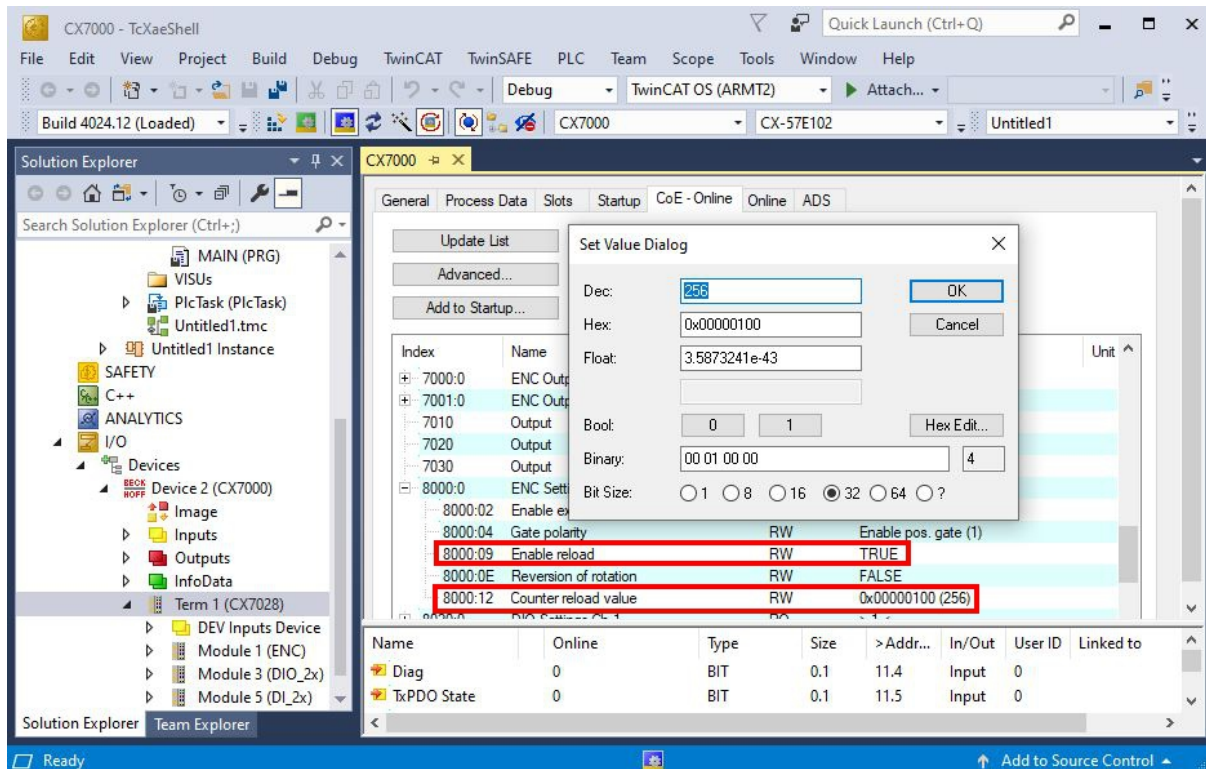 CX7000 - TcXaeShell
Quick Launch (Ctrl+Q)
File Edit View Project Build Debug TwinCAT TwinSAFE PLC Team Scope Tools Window Help
Debug TwinCAT OS (ARMT2) Attach...
Build 4024.12 (Loaded) CX7000 CX-57E102 Untitled1
Solution Explorer
Search Solution Explorer (Ctrl+;)
MAIN (PRG)
VISUs
PlcTask (PlcTask)
Untitled1.tmc
Untitled1 Instance
SAFETY
C++
ANALYTICS
I/O
Devices
BECK HOFF Device 2 (CX7000)
Image
Inputs
Outputs
InfoData
Term 1 (CX7028)
DEV Inputs Device
Module 1 (ENC)
Module 3 (DIO_2x)
Module 5 (DI_2x)
Solution Explorer Team Explorer
CX7000
General Process Data Slots Startup CoE - Online Online ADS
Update List
Advanced...
Add to Startup...
Index Name Unit
7000:0 ENC Outp
7001:0 ENC Outp
7010 Output
7020 Output
7030 Output
8000:0 ENC Setti
8000:02 Enable ex
8000:04 Gate polarity RW Enable pos. gate (1)
8000:09 Enable reload RW TRUE
8000:0E Reversion of rotation RW FALSE
8000:12 Counter reload value RW 0x00000100 (256)
Set Value Dialog
Dec: 256 OK
Hex: 0x00000100 Cancel
Float: 3.5873241e-43
Bool: 0 1 Hex Edit...
Binary: 00 01 00 00 4
Bit Size: 1 8 16 32 64 ?
Name Online Type Size >Addr... In/Out User ID Linked to
Diag 0 BIT 0.1 11.4 Input 0
TxPDO State 0 BIT 0.1 11.5 Input 0
Ready Add to Source Control